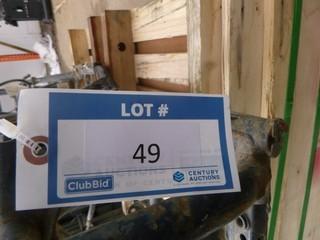 LOT #
49
ClubBid
CENTURY
AUCTIONS